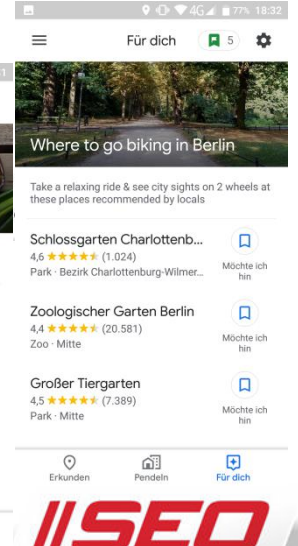 4G 77% 18:32
Für dich
5
Where to go biking in Berlin
Take a relaxing ride & see city sights on 2 wheels at
these places recommended by locals
Schlossgarten Charlottenb...
4,6 ★★★★★ (1.024)
Park · Bezirk Charlottenburg-Wilmer...
Möchte ich
hin
Zoologischer Garten Berlin
4,4 ★★★★★ (20.581)
Zoo · Mitte
Möchte ich
hin
Großer Tiergarten
4,5 ★★★★★ (7.389)
Park · Mitte
Möchte ich
hin
Erkunden
Pendeln
Für dich
SEO